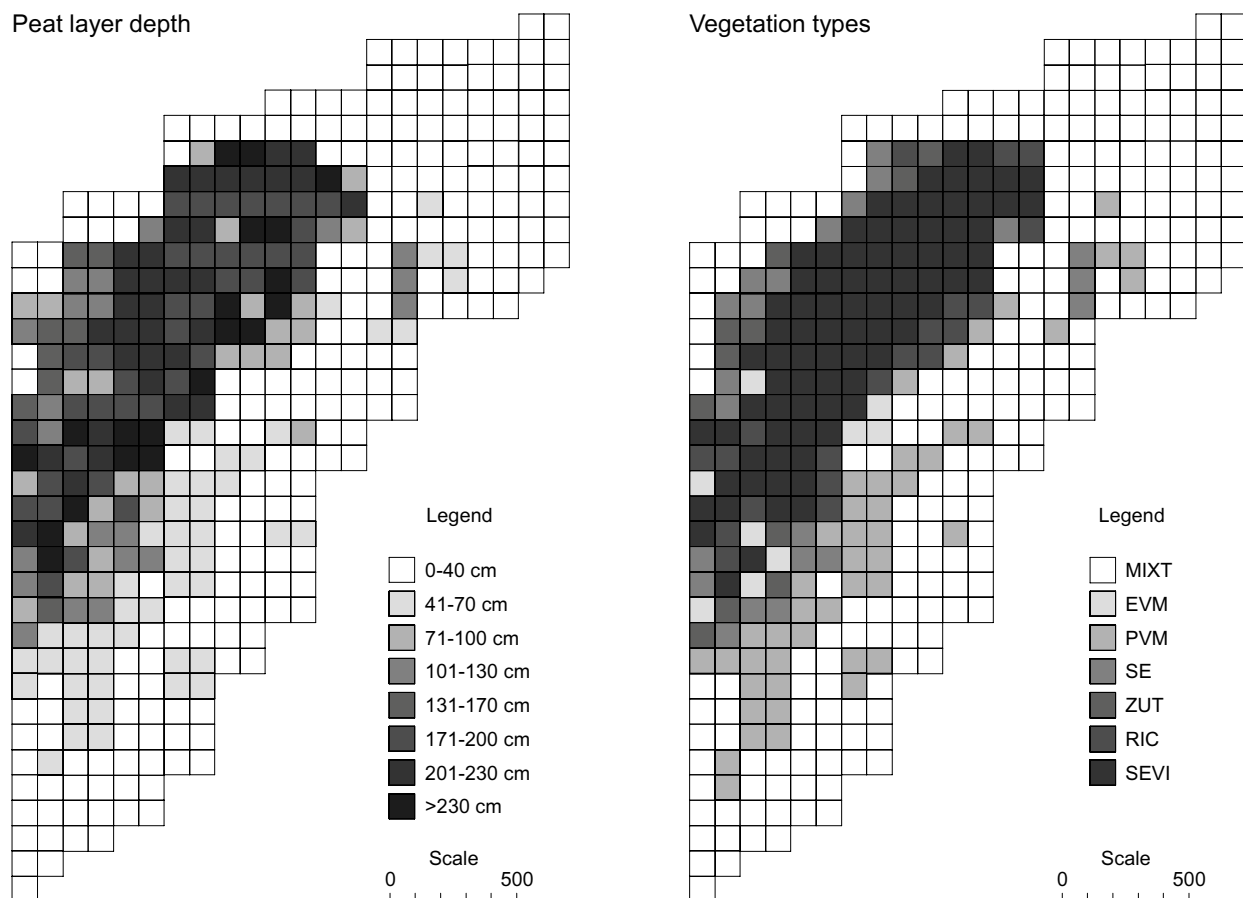 Peat layer depth
Legend
0-40 cm
41-70 cm
71-100 cm
101-130 cm
131-170 cm
171-200 cm
201-230 cm
>230 cm
Scale
0 500
Vegetation types
Legend
MIXT
EVM
PVM
SE
ZUT
RIC
SEVI
Scale
0 500